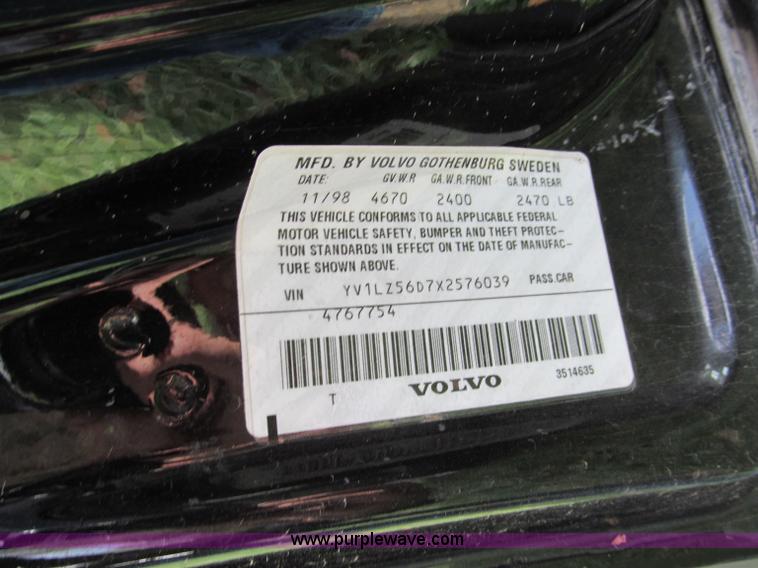 MFD. BY VOLVO GOTHENBURG SWEDEN
DATE: GV.W.R GA.W.R.FRONT GA.W.R.REAR
11/98 4670 2400 2470 LB
THIS VEHICLE CONFORMS TO ALL APPLICABLE FEDERAL
MOTOR VEHICLE SAFETY, BUMPER AND THEFT PROTEC-
TION STANDARDS IN EFFECT ON THE DATE OF MANUFAC-
TURE SHOWN ABOVE.
VIN YV1LZ56D7X2576039 PASS.CAR
4767754
T VOLVO 3514635
www.purplewave.com